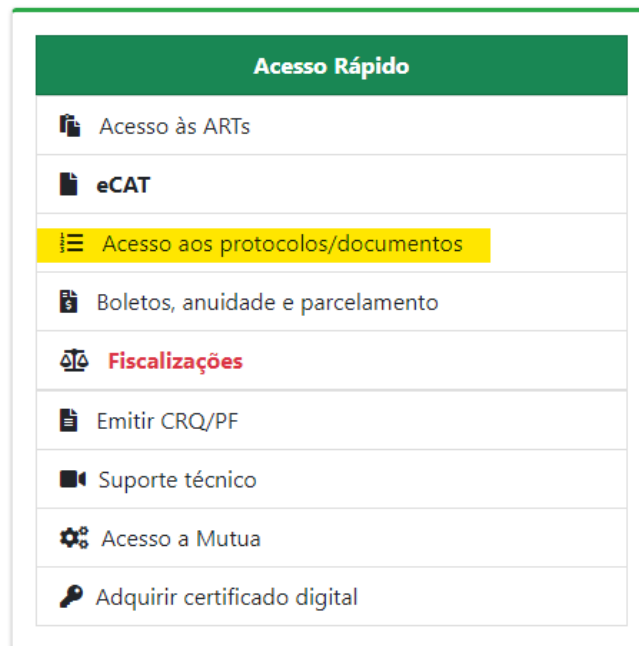 Acesso Rápido
Acesso às ARTs
eCAT
Acesso aos protocolos/documentos
Boletos, anuidade e parcelamento
Fiscalizações
Emitir CRQ/PF
Suporte técnico
Acesso a Mutua
Adquirir certificado digital